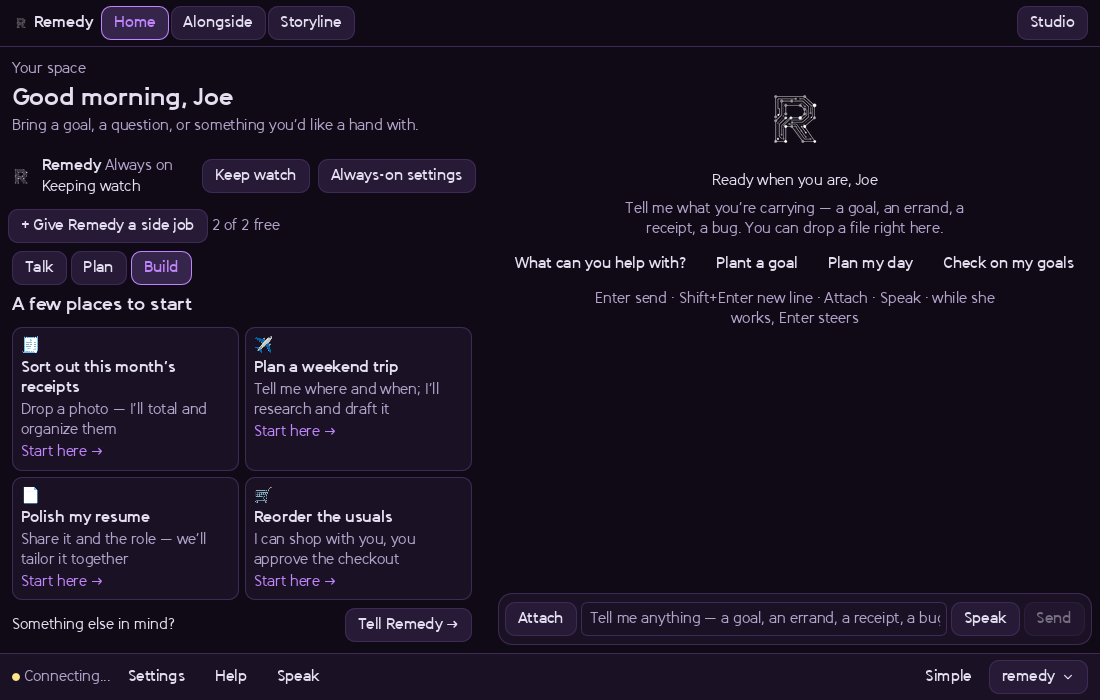 Remedy Home Alongside Storyline Studio
Your space
Good morning, Joe
Bring a goal, a question, or something you'd like a hand with.
Remedy Always on
Keeping watch
Keep watch
Always-on settings
+ Give Remedy a side job 2 of 2 free
Talk Plan Build
A few places to start
Sort out this month's
receipts
Drop a photo — I'll total and
organize them
Start here →
Plan a weekend trip
Tell me where and when; I'll
research and draft it
Start here →
Polish my resume
Share it and the role — we'll
tailor it together
Start here →
Reorder the usuals
I can shop with you, you
approve the checkout
Start here →
Something else in mind?
Tell Remedy →
Ready when you are, Joe
Tell me what you're carrying — a goal, an errand, a
receipt, a bug. You can drop a file right here.
What can you help with? Plant a goal Plan my day Check on my goals
Enter send · Shift+Enter new line · Attach · Speak · while she
works, Enter steers
Attach Tell me anything — a goal, an errand, a receipt, a bug Speak Send
Connecting... Settings Help Speak Simple remedy